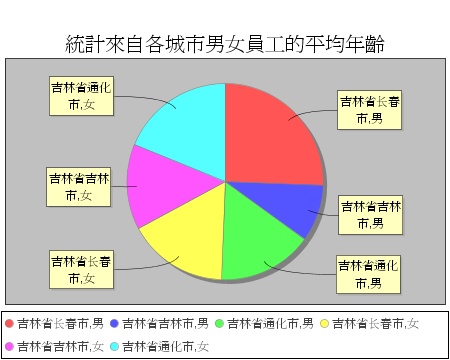 統計來自各城市男女員工的平均年齡
吉林省通化
市,女
吉林省长春
市,男
吉林省吉林
市,女
吉林省吉林
市,男
吉林省长春
市,女
吉林省通化
市,男
吉林省长春市,男 吉林省吉林市,男 吉林省通化市,男 吉林省长春市,女
吉林省吉林市,女 吉林省通化市,女